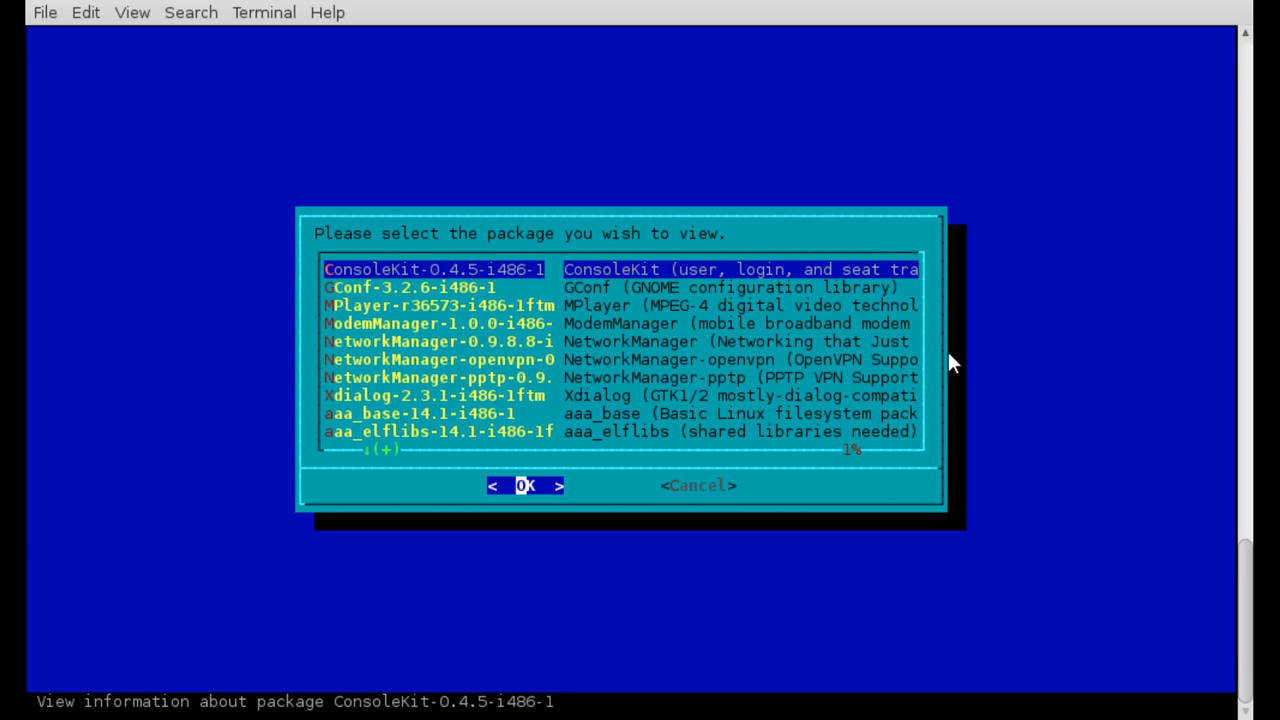 File Edit View Search Terminal Help
Please select the package you wish to view.
ConsoleKit-0.4.5-i486-1 ConsoleKit (user, login, and seat tra
GConf-3.2.6-i486-1 GConf (GNOME configuration library)
MPlayer-r36573-i486-1ftm MPlayer (MPEG-4 digital video technol
ModemManager-1.0.0-i486- ModemManager (mobile broadband modem
NetworkManager-0.9.8.8-i NetworkManager (Networking that Just
NetworkManager-openvpn-0 NetworkManager-openvpn (OpenVPN Suppo
NetworkManager-pptp-0.9. NetworkManager-pptp (PPTP VPN Support
Xdialog-2.3.1-i486-1ftm Xdialog (GTK1/2 mostly-dialog-compati
aaa_base-14.1-i486-1 aaa_base (Basic Linux filesystem pack
aaa_elflibs-14.1-i486-1f aaa_elflibs (shared libraries needed)
↓(+) 1%
< OK > <Cancel>
View information about package ConsoleKit-0.4.5-i486-1